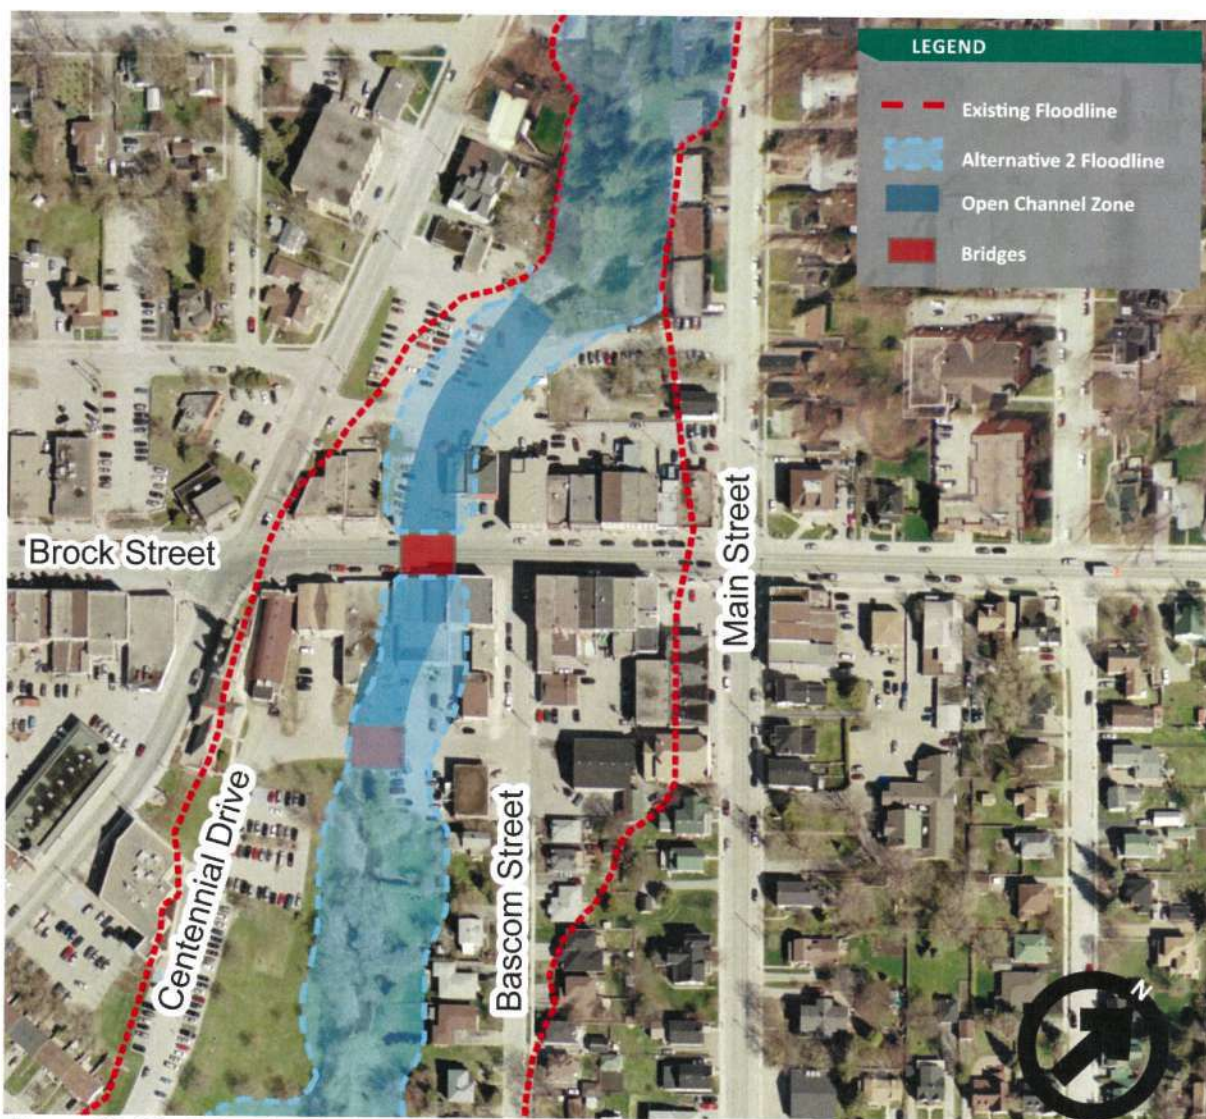 LEGEND
Existing Floodline
Alternative 2 Floodline
Open Channel Zone
Bridges
Brock Street
Main Street
Centennial Drive
Bascom Street
N